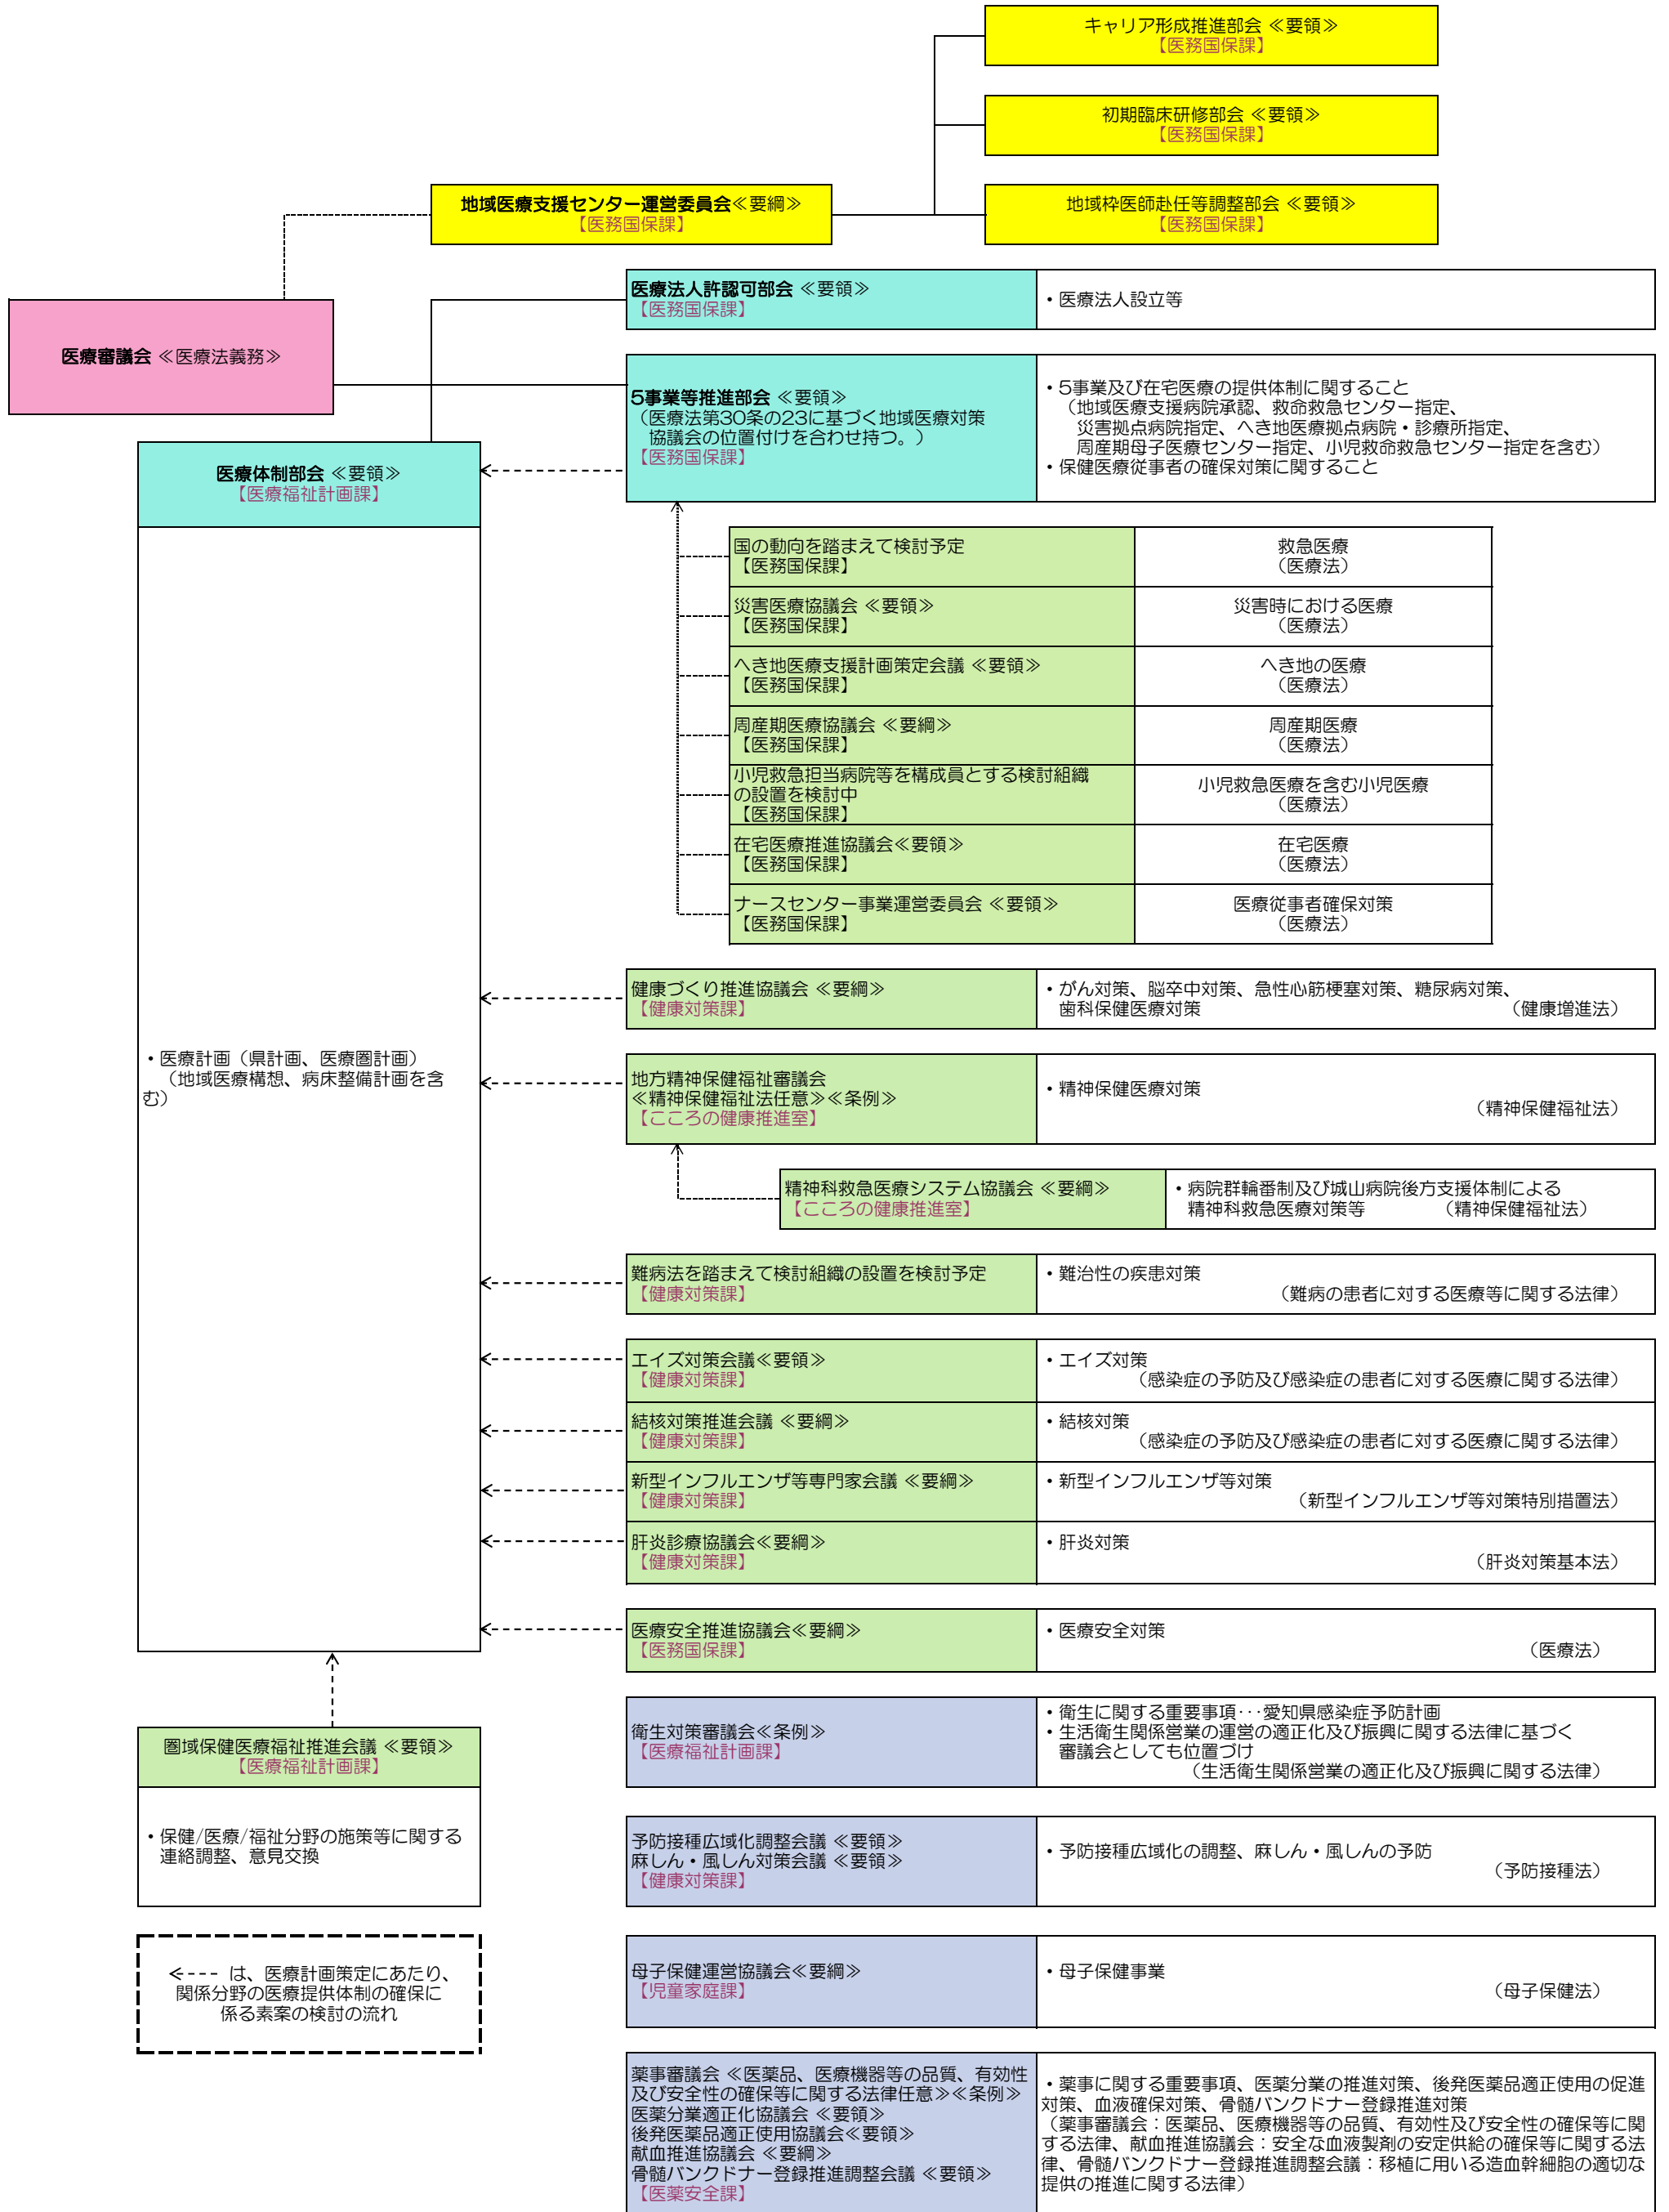 キャリア形成推進部会 ≪要領≫
【医務国保課】
初期臨床研修部会 ≪要領≫
【医務国保課】
地域医療支援センター運営委員会≪要綱≫
【医務国保課】
地域枠医師赴任等調整部会 ≪要領≫
【医務国保課】
医療法人許認可部会 ≪要領≫
【医務国保課】
・医療法人設立等
医療審議会 ≪医療法義務≫
5事業等推進部会 ≪要領≫
（医療法第30条の23に基づく地域医療対策
協議会の位置付けを合わせ持つ。）
【医務国保課】
・5事業及び在宅医療の提供体制に関すること
（地域医療支援病院承認、救命救急センター指定、
災害拠点病院指定、へき地医療拠点病院・診療所指定、
周産期母子医療センター指定、小児救命救急センター指定を含む）
・保健医療従事者の確保対策に関すること
医療体制部会 ≪要領≫
【医療福祉計画課】
国の動向を踏まえて検討予定
【医務国保課】
救急医療
（医療法）
災害医療協議会 ≪要領≫
【医務国保課】
災害時における医療
（医療法）
へき地医療支援計画策定会議 ≪要領≫
【医務国保課】
へき地の医療
（医療法）
周産期医療協議会 ≪要綱≫
【医務国保課】
周産期医療
（医療法）
小児救急担当病院等を構成員とする検討組織
の設置を検討中
【医務国保課】
小児救急医療を含む小児医療
（医療法）
在宅医療推進協議会≪要領≫
【医務国保課】
在宅医療
（医療法）
ナースセンター事業運営委員会 ≪要領≫
【医務国保課】
医療従事者確保対策
（医療法）
健康づくり推進協議会 ≪要綱≫
【健康対策課】
・がん対策、脳卒中対策、急性心筋梗塞対策、糖尿病対策、
歯科保健医療対策 （健康増進法）
・医療計画（県計画、医療圏計画）
（地域医療構想、病床整備計画を含
む）
地方精神保健福祉審議会
≪精神保健福祉法任意≫≪条例≫
【こころの健康推進室】
・精神保健医療対策
（精神保健福祉法）
精神科救急医療システム協議会 ≪要綱≫
【こころの健康推進室】
・病院群輪番制及び城山病院後方支援体制による
精神科救急医療対策等 （精神保健福祉法）
難病法を踏まえて検討組織の設置を検討予定
【健康対策課】
・難治性の疾患対策
（難病の患者に対する医療等に関する法律）
エイズ対策会議≪要領≫
【健康対策課】
・エイズ対策
（感染症の予防及び感染症の患者に対する医療に関する法律）
結核対策推進会議 ≪要綱≫
【健康対策課】
・結核対策
（感染症の予防及び感染症の患者に対する医療に関する法律）
新型インフルエンザ等専門家会議 ≪要綱≫
【健康対策課】
・新型インフルエンザ等対策
（新型インフルエンザ等対策特別措置法）
肝炎診療協議会≪要綱≫
【健康対策課】
・肝炎対策
（肝炎対策基本法）
医療安全推進協議会≪要綱≫
【医務国保課】
・医療安全対策
（医療法）
衛生対策審議会≪条例≫
【医療福祉計画課】
・衛生に関する重要事項･･･愛知県感染症予防計画
・生活衛生関係営業の運営の適正化及び振興に関する法律に基づく
審議会としても位置づけ
（生活衛生関係営業の適正化及び振興に関する法律）
圏域保健医療福祉推進会議 ≪要領≫
【医療福祉計画課】
・保健/医療/福祉分野の施策等に関する
連絡調整、意見交換
予防接種広域化調整会議 ≪要領≫
麻しん・風しん対策会議 ≪要領≫
【健康対策課】
・予防接種広域化の調整、麻しん・風しんの予防
（予防接種法）
は、医療計画策定にあたり、
関係分野の医療提供体制の確保に
係る素案の検討の流れ
母子保健運営協議会≪要綱≫
【児童家庭課】
・母子保健事業
（母子保健法）
薬事審議会 ≪医薬品、医療機器等の品質、有効性
及び安全性の確保等に関する法律任意≫≪条例≫
医薬分業適正化協議会 ≪要領≫
後発医薬品適正使用協議会≪要領≫
献血推進協議会 ≪要綱≫
骨髄バンクドナー登録推進調整会議 ≪要領≫
【医薬安全課】
・薬事に関する重要事項、医薬分業の推進対策、後発医薬品適正使用の促進
対策、血液確保対策、骨髄バンクドナー登録推進対策
（薬事審議会：医薬品、医療機器等の品質、有効性及び安全性の確保等に関
する法律、献血推進協議会：安全な血液製剤の安定供給の確保等に関する法
律、骨髄バンクドナー登録推進調整会議：移植に用いる造血幹細胞の適切な
提供の推進に関する法律）